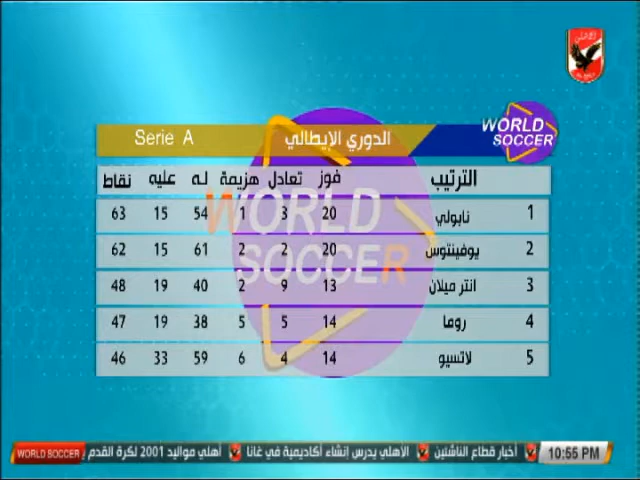 WORLD
SOCCER
الدوري الإيطالي Serie A
الترتيب فوز تعادل هزيمة له عليه نقاط
1 نابولي 20 3 1 54 15 63
2 يوفينتوس 20 2 2 61 15 62
3 انتر ميلان 13 9 2 40 19 48
4 روما 14 5 5 38 19 47
5 لاتسيو 14 4 6 59 33 46
WORLD
SOCCER
10:55 PM أخبار قطاع الناشئين الأهلي يدرس إنشاء أكاديمية في غانا أهلي مواليد 2001 لكرة القدم WORLD SOCCER